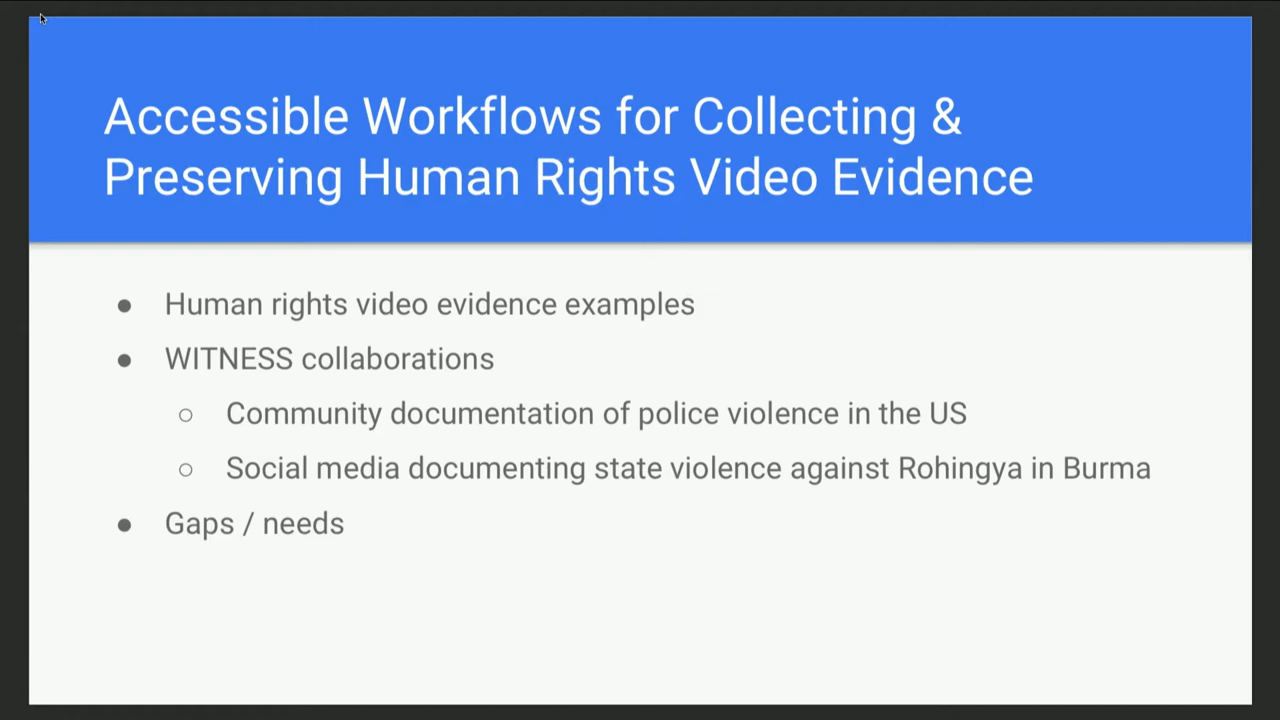 Accessible Workflows for Collecting &
Preserving Human Rights Video Evidence
● Human rights video evidence examples
● WITNESS collaborations
○ Community documentation of police violence in the US
○ Social media documenting state violence against Rohingya in Burma
● Gaps / needs